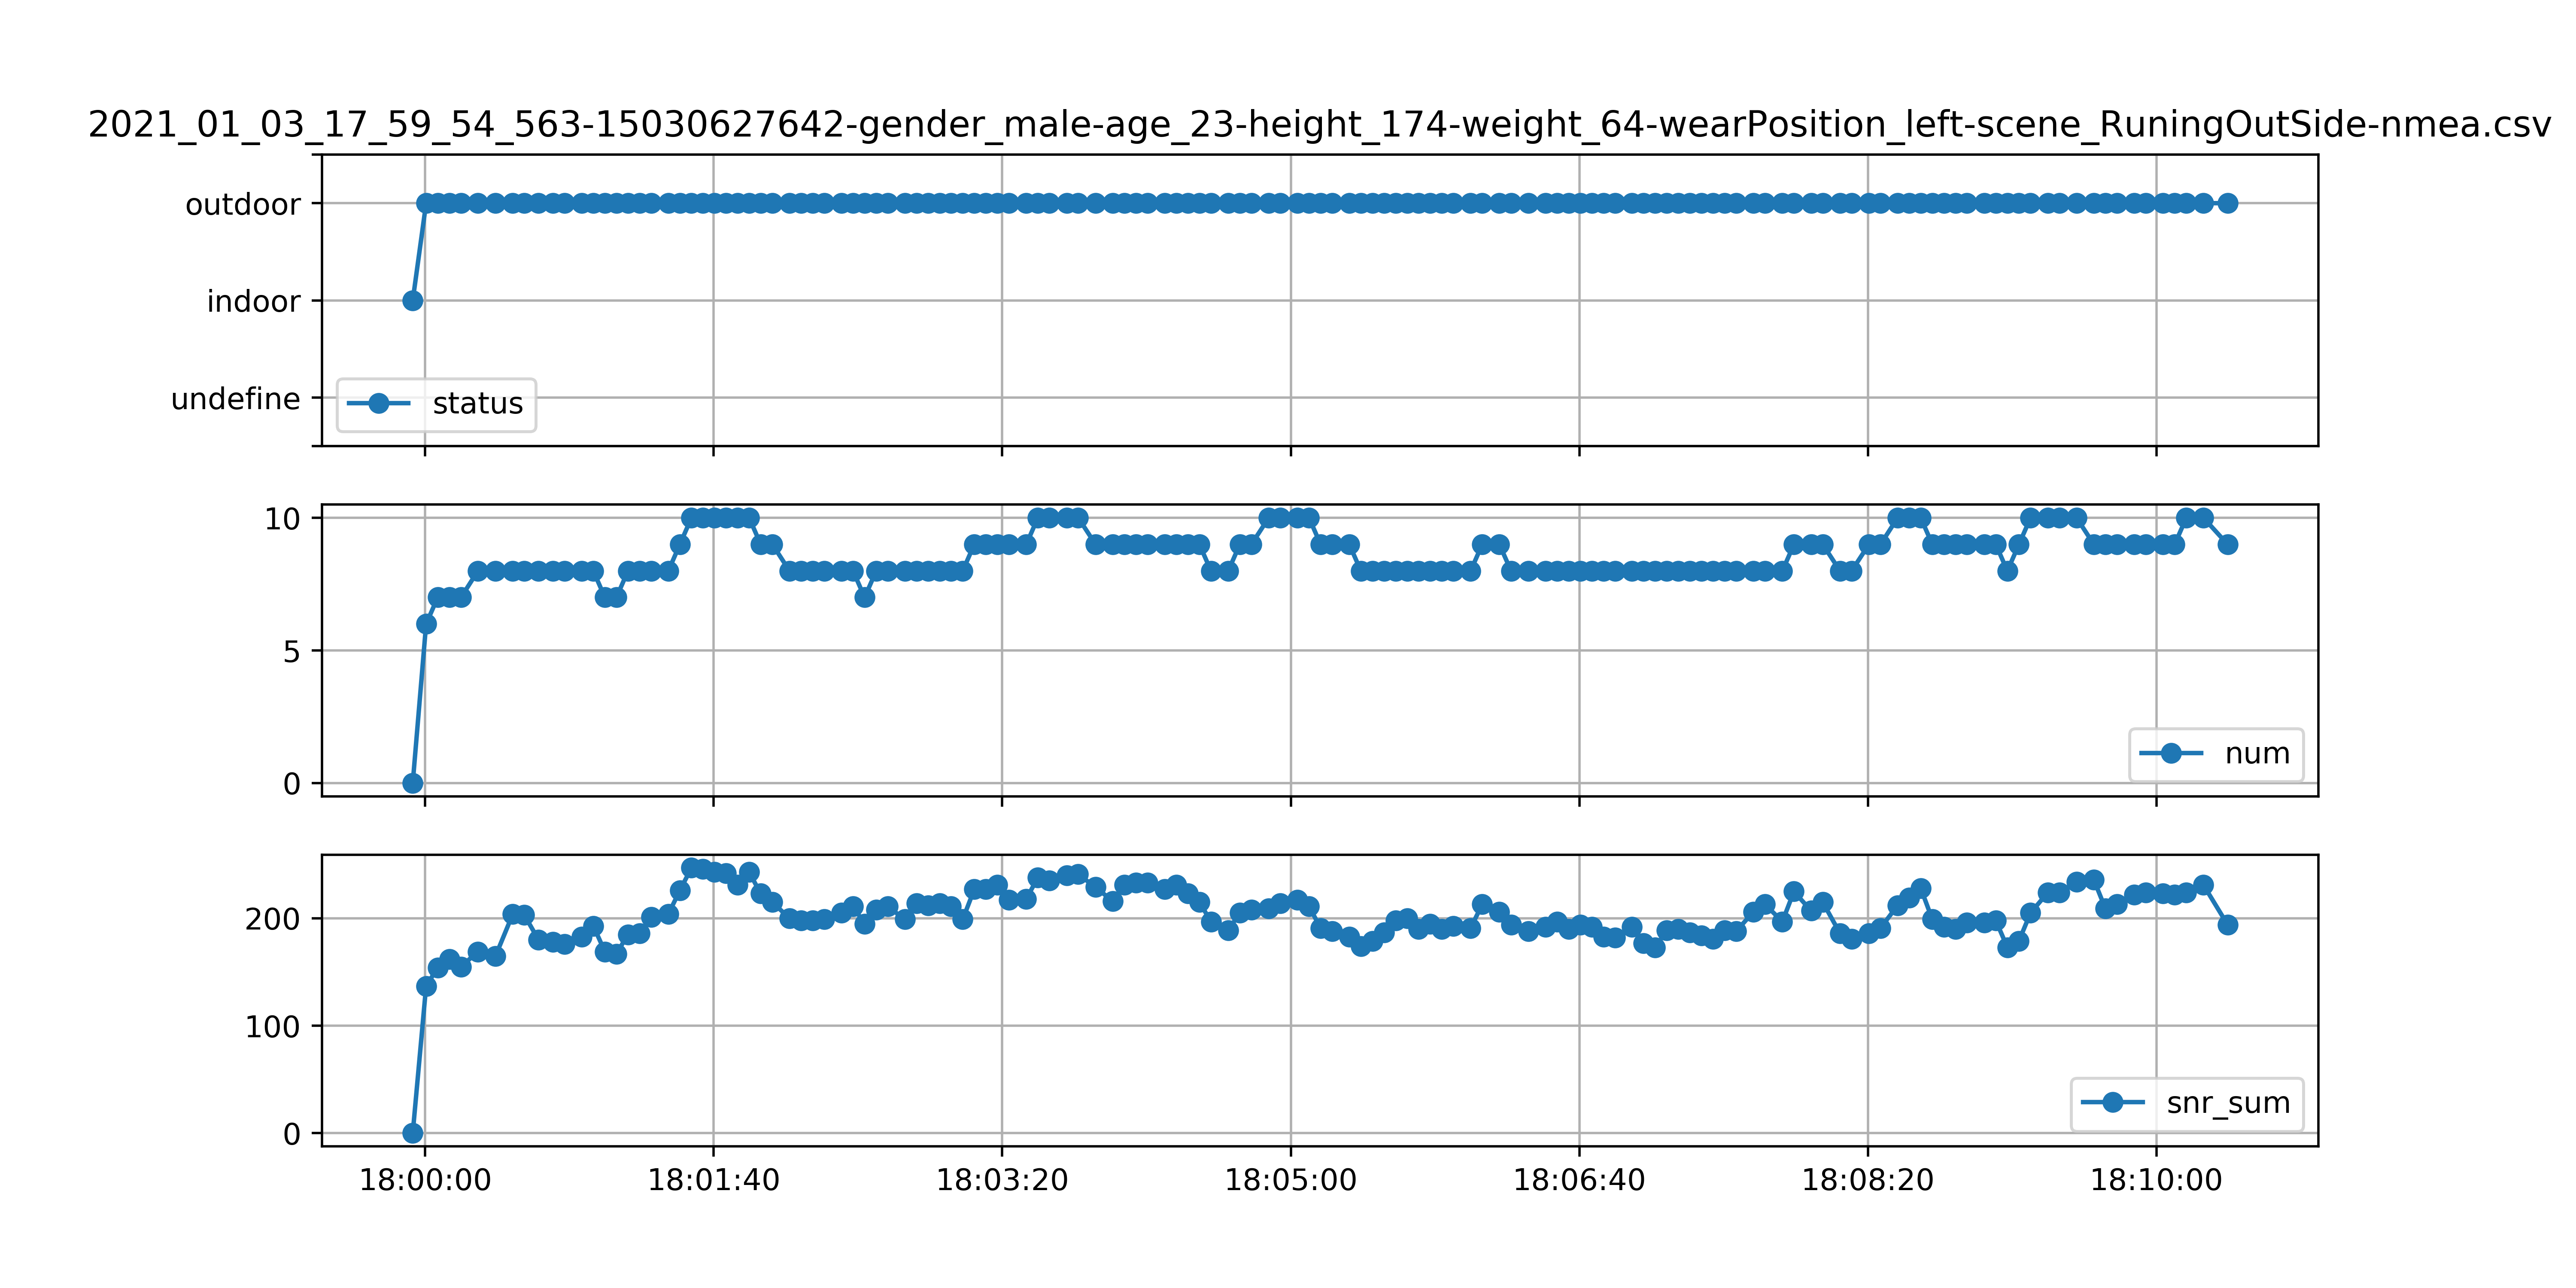 2021_01_03_17_59_54_563-15030627642-gender_male-age_23-height_174-weight_64-wearPosition_left-scene_RuningOutSide-nmea.csv
outdoor
indoor
undefine
status
10
5
0
num
200
100
0
snr_sum
18:00:00 18:01:40 18:03:20 18:05:00 18:06:40 18:08:20 18:10:00